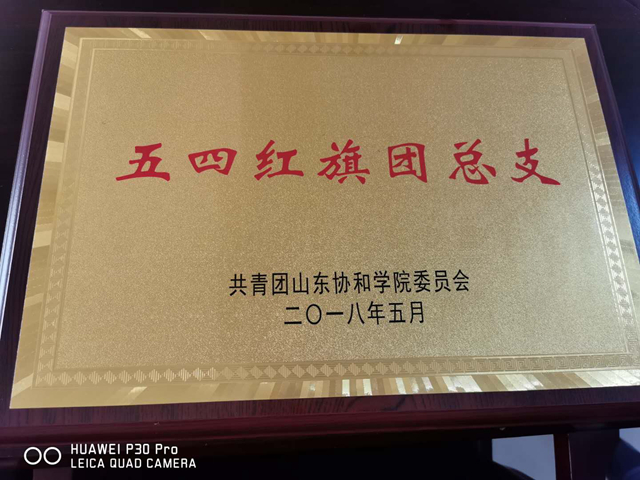 五四红旗团总支
共青团山东协和学院委员会
二〇一八年五月
HUAWEI P30 Pro
LEICA QUAD CAMERA